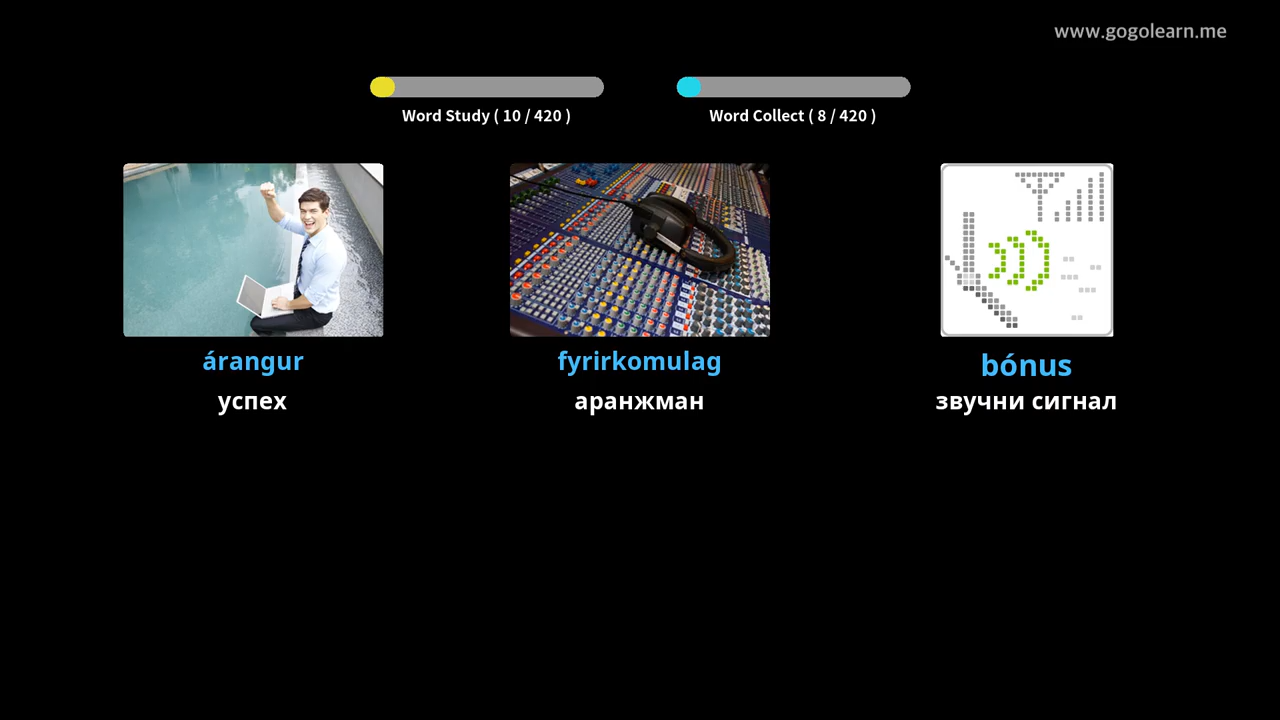 www.gogolearn.me
Word Study ( 10 / 420 )
Word Collect ( 8 / 420 )
árangur
fyrirkomulag
bónus
успех
аранжман
звучни сигнал